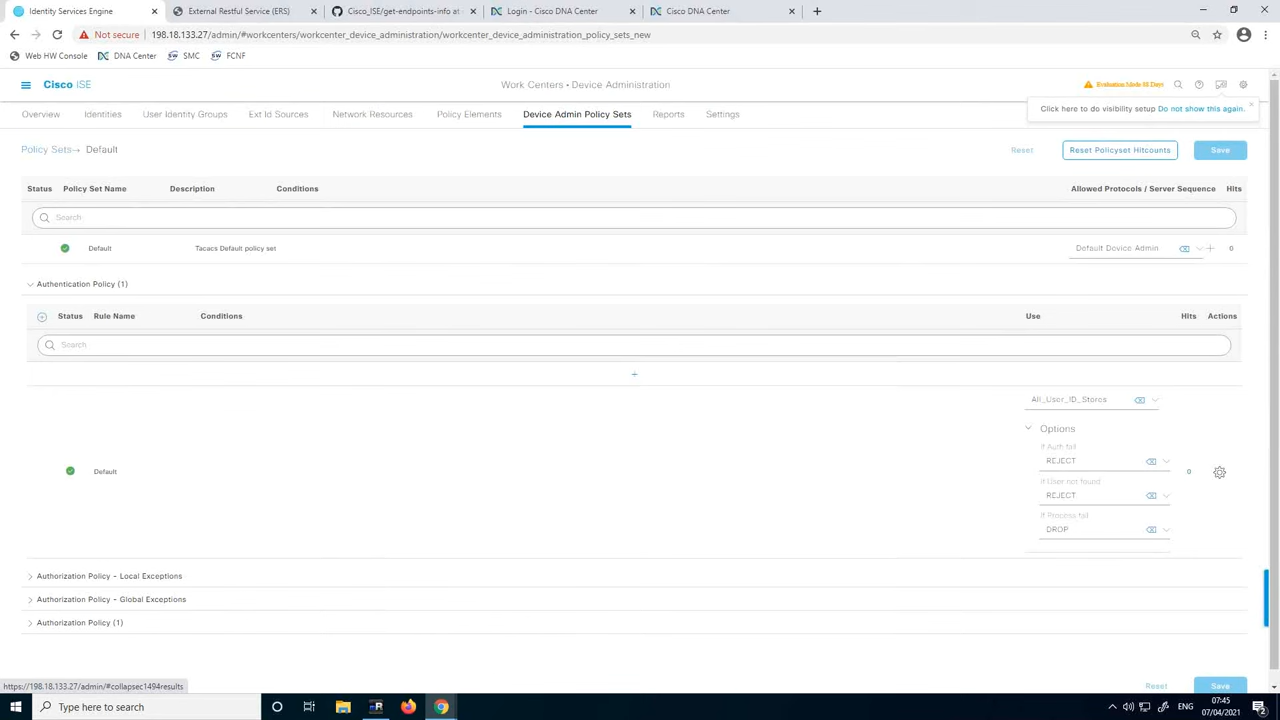 Identity Services Engine
External Restful Service (ERS)
Cisco_ISE/get-endpoints-info at
Login - Cisco DNA Center
Cisco DNA Center
Not secure
198.18.133.27/admin/#workcenters/workcenter_device_administration/workcenter_device_administration_policy_sets_new
Web HW Console
DNA Center
SMC
FCNF
Cisco ISE
Work Centers • Device Administration
Evaluation Mode 88 Days
Click here to do visibility setup Do not show this again.
Overview
Identities
User Identity Groups
Ext Id Sources
Network Resources
Policy Elements
Device Admin Policy Sets
Reports
Settings
Policy Sets→ Default
Reset
Reset Policyset Hitcounts
Save
Status
Policy Set Name
Description
Conditions
Allowed Protocols / Server Sequence
Hits
Search
Default
Tacacs Default policy set
Default Device Admin
0
Authentication Policy (1)
Status
Rule Name
Conditions
Use
Hits
Actions
Search
All_User_ID_Stores
Options
If Auth fail
REJECT
If User not found
REJECT
If Process fail
DROP
Default
0
Authorization Policy - Local Exceptions
Authorization Policy - Global Exceptions
Authorization Policy (1)
Reset
Save
https://198.18.133.27/admin/#collapsec1494results
Type here to search
ENG
07:45
07/04/2021
2